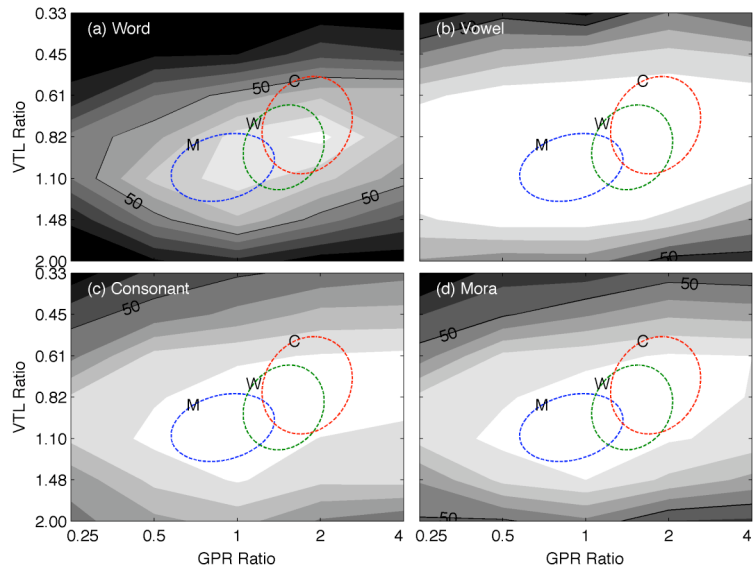 (a) Word
(b) Vowel
0.33
0.45
0.61
0.82
1.10
1.48
2.00
VTL Ratio
50
50
50
M
W
C
50
50
M
W
C
(c) Consonant
(d) Mora
0.33
0.45
0.61
0.82
1.10
1.48
2.00
VTL Ratio
50
M
W
C
50
50
50
50
M
W
C
0.25 0.5 1 2 4
0.25 0.5 1 2 4
GPR Ratio
GPR Ratio